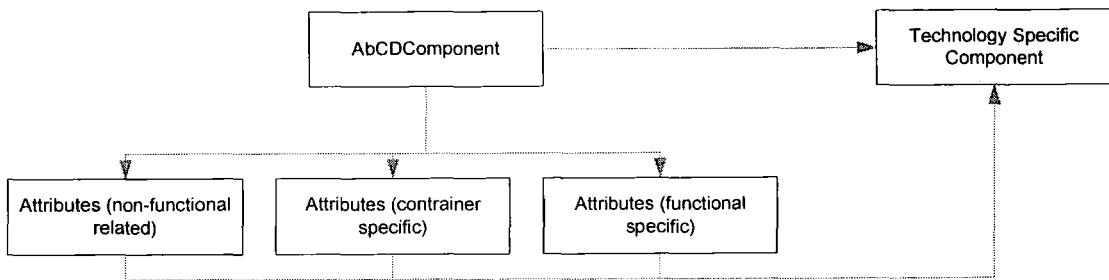 AbCDComponent
Technology Specific
Component
Attributes (non-functional
related)
Attributes (contrainer
specific)
Attributes (functional
specific)